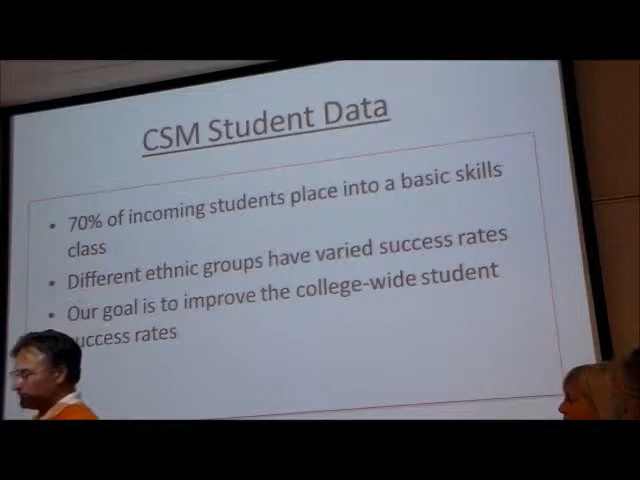 CSM Student Data
• 70% of incoming students place into a basic skills
class
• Different ethnic groups have varied success rates
• Our goal is to improve the college-wide student
uccess rates